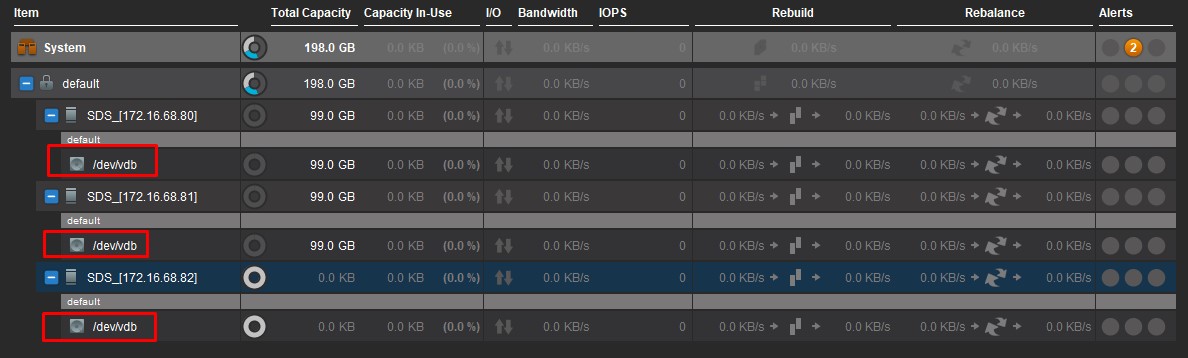 Item Total Capacity Capacity In-Use I/O Bandwidth IOPS Rebuild Rebalance Alerts
System 198.0 GB 0.0 KB (0.0 %) 0.0 KB/s 0 0.0 KB/s 0.0 KB/s 2
default 198.0 GB 0.0 KB (0.0 %) 0.0 KB/s 0 0.0 KB/s 0.0 KB/s
SDS_[172.16.68.80] 99.0 GB 0.0 KB (0.0 %) 0.0 KB/s 0 0.0 KB/s 0.0 KB/s 0.0 KB/s 0.0 KB/s
default
/dev/vdb 99.0 GB 0.0 KB (0.0 %) 0.0 KB/s 0 0.0 KB/s 0.0 KB/s 0.0 KB/s 0.0 KB/s
SDS_[172.16.68.81] 99.0 GB 0.0 KB (0.0 %) 0.0 KB/s 0 0.0 KB/s 0.0 KB/s 0.0 KB/s 0.0 KB/s
default
/dev/vdb 99.0 GB 0.0 KB (0.0 %) 0.0 KB/s 0 0.0 KB/s 0.0 KB/s 0.0 KB/s 0.0 KB/s
SDS_[172.16.68.82] 0.0 KB 0.0 KB (0.0 %) 0.0 KB/s 0 0.0 KB/s 0.0 KB/s 0.0 KB/s 0.0 KB/s
default
/dev/vdb 0.0 KB 0.0 KB (0.0 %) 0.0 KB/s 0 0.0 KB/s 0.0 KB/s 0.0 KB/s 0.0 KB/s